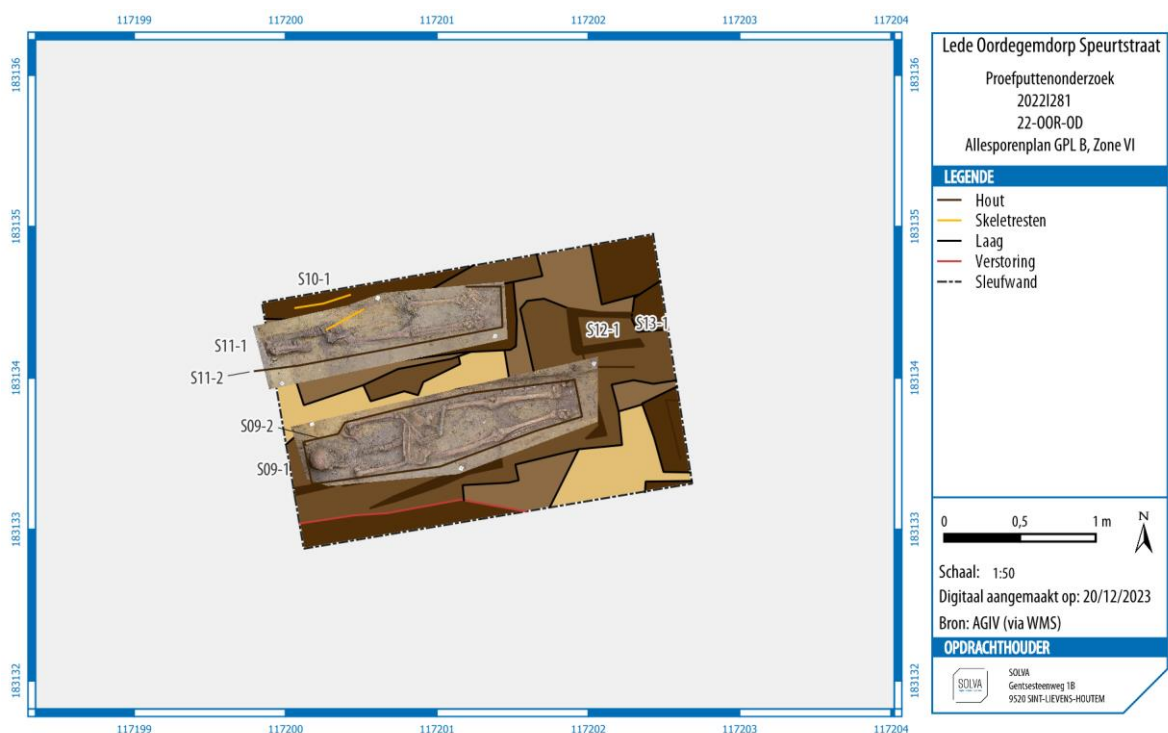 117199 117200 117201 117202 117203 117204
183136
183135
183134
183133
183132
183136
183135
183134
183133
183132
S10-1
S11-1
S11-2
S12-1
S13-1
S09-2
S09-1
117199 117200 117201 117202 117203 117204
Lede Oordegemdorp Speurtstraat
Proefputtenonderzoek
2022I281
22-OOR-OD
Allesporenplan GPL B, Zone VI
LEGENDE
Hout
Skeletresten
Laag
Verstoring
Sleufwand
0 0,5 1 m
N
Schaal: 1:50
Digitaal aangemaakt op: 20/12/2023
Bron: AGIV (via WMS)
OPDRACHTHOUDER
SOLVA
SOLVA
Gentsesteenweg 1B
9520 SINT-LIEVENS-HOUTEM